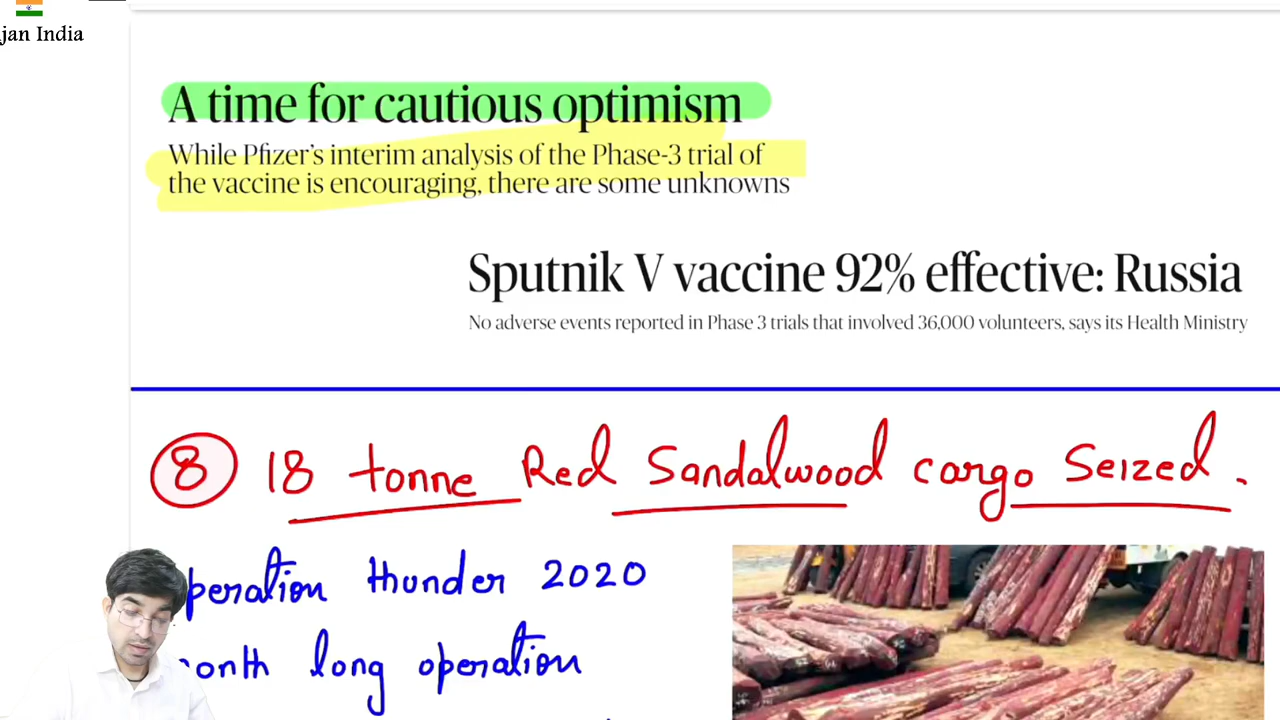 jan India
A time for cautious optimism
While Pfizer's interim analysis of the Phase-3 trial of
the vaccine is encouraging, there are some unknowns
Sputnik V vaccine 92% effective: Russia
No adverse events reported in Phase 3 trials that involved 36,000 volunteers, says its Health Ministry
8 18 tonne Red Sandalwood cargo Seized.
peration thunder 2020
onth long operation